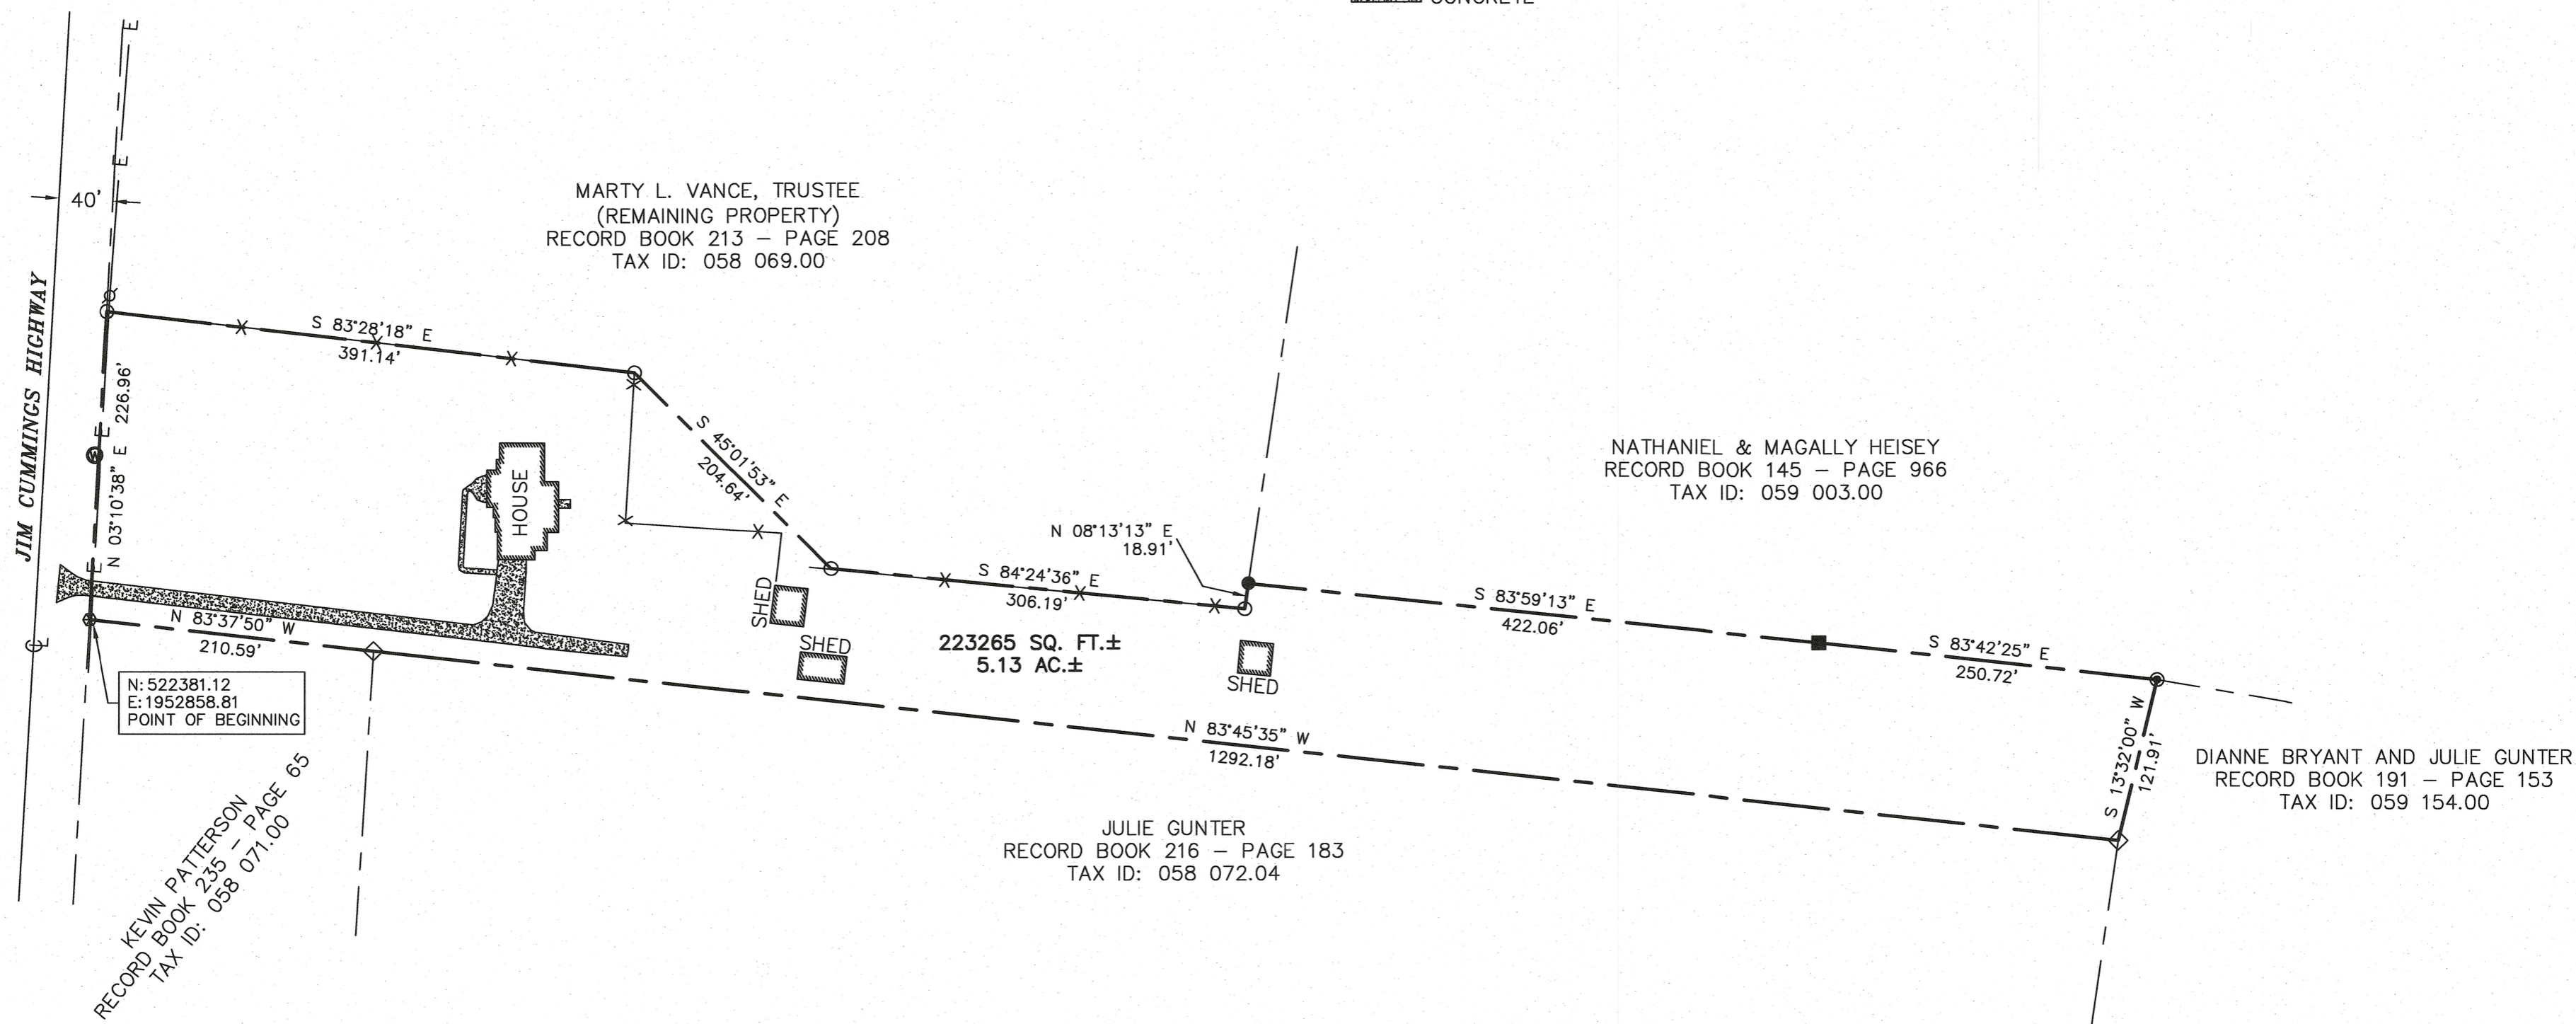 CONCRETE
E
E
40'
MARTY L. VANCE, TRUSTEE
(REMAINING PROPERTY)
RECORD BOOK 213 – PAGE 208
TAX ID: 058 069.00
JIM CUMMINGS HIGHWAY
S 83°28'18" E
391.14'
N 03°10'38" E 226.96'
E
E
HOUSE
S 45°01'53" E
204.64'
NATHANIEL & MAGALLY HEISEY
RECORD BOOK 145 – PAGE 966
TAX ID: 059 003.00
N 08°13'13" E
18.91'
S 84°24'36" E
306.19'
S 83°59'13" E
422.06'
S 83°42'25" E
250.72'
SHED
SHED
SHED
223265 SQ. FT.±
5.13 AC.±
N 83°37'50" W
210.59'
N: 522381.12
E: 1952858.81
POINT OF BEGINNING
N 83°45'35" W
1292.18'
S 13°32'00" W
121.91'
DIANNE BRYANT AND JULIE GUNTER
RECORD BOOK 191 – PAGE 153
TAX ID: 059 154.00
JULIE GUNTER
RECORD BOOK 216 – PAGE 183
TAX ID: 058 072.04
KEVIN PATTERSON
RECORD BOOK 235 – PAGE 65
TAX ID: 058 071.00